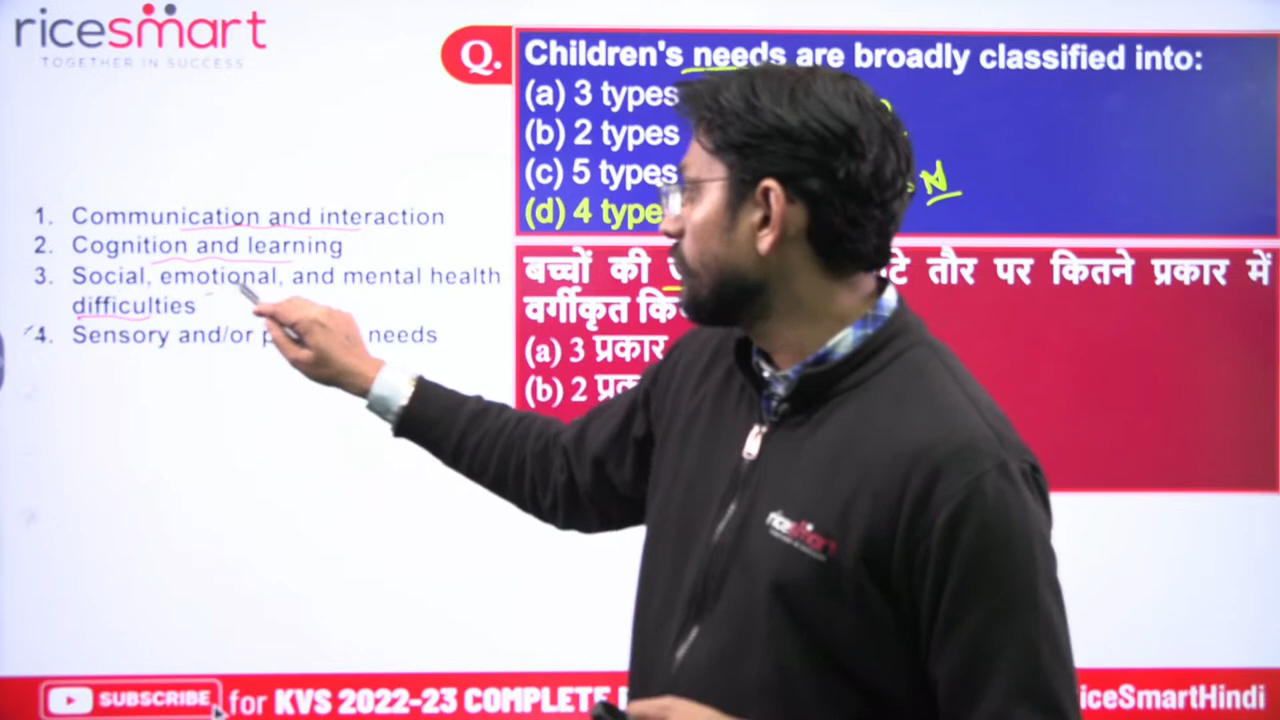 ricesmart
TOGETHER IN SUCCESS
Q. Children's needs are broadly classified into:
(a) 3 types
(b) 2 types
(c) 5 types
(d) 4 type
N
1. Communication and interaction
2. Cognition and learning
3. Social, emotional, and mental health
difficulties
4. Sensory and/or needs
बच्चों की तौर पर कितने प्रकार में
वर्गीकृत
(a) 3 प्रकार
(b) 2
ricesmart
SUBSCRIBE for KVS 2022-23 COMPLETE iceSmartHindi